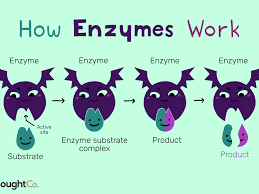 How Enzymes Work
Enzyme
Enzyme
Enzyme
Enzyme
Active
site
Substrate
Enzyme substrate
complex
Product
Product
oughtCo.